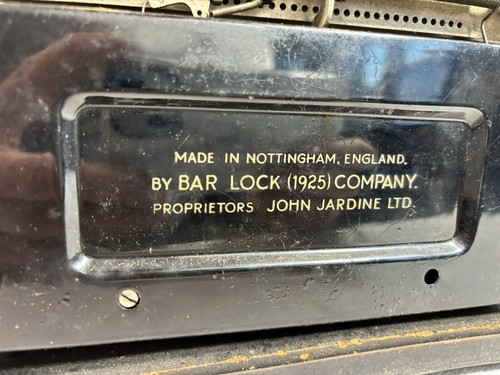 MADE IN NOTTINGHAM, ENGLAND.
BY BAR LOCK (1925) COMPANY.
PROPRIETORS JOHN JARDINE LTD.